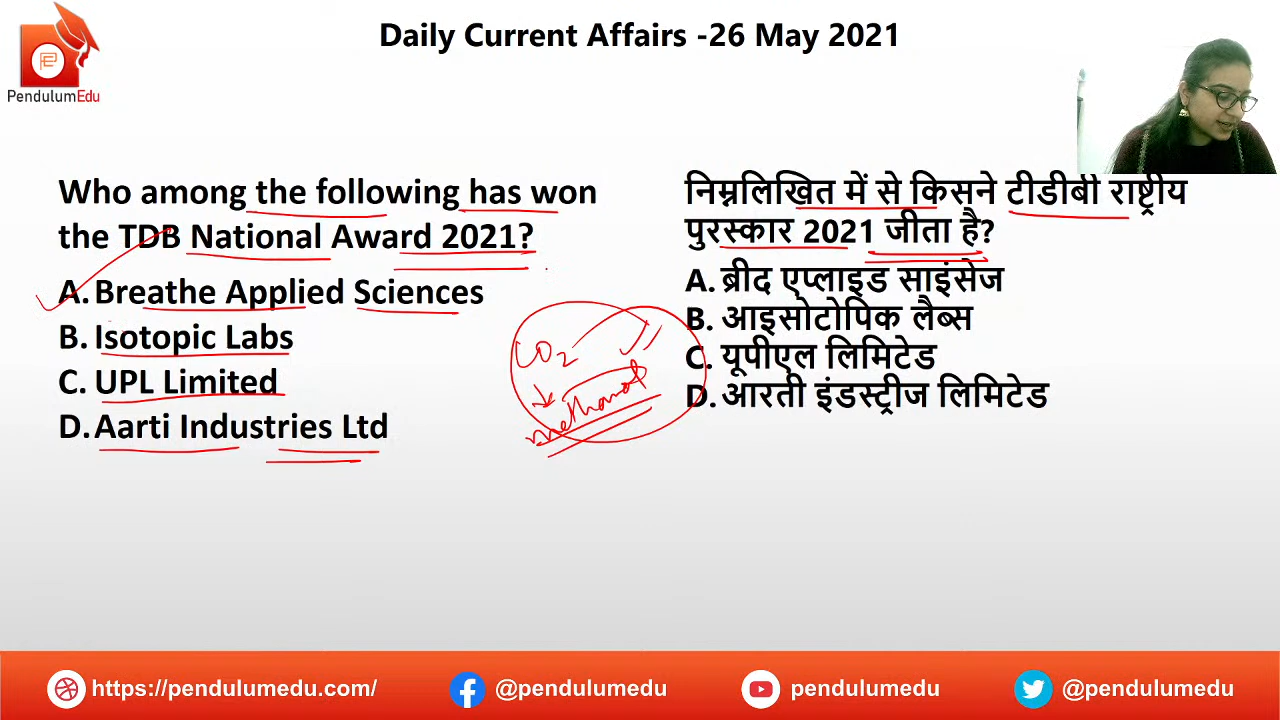 Daily Current Affairs -26 May 2021
PendulumEdu
Who among the following has won
the TDB National Award 2021?
A. Breathe Applied Sciences
B. Isotopic Labs
C. UPL Limited
D. Aarti Industries Ltd
CO2
methanol
निम्नलिखित में से किसने टीडीबी राष्ट्रीय
पुरस्कार 2021 जीता है?
A. ब्रीद एप्लाइड साइंसेज
B. आइसोटोपिक लैब्स
C. यूपीएल लिमिटेड
D. आरती इंडस्ट्रीज लिमिटेड
https://pendulumedu.com/
@pendulumedu
pendulumedu
@pendulumedu